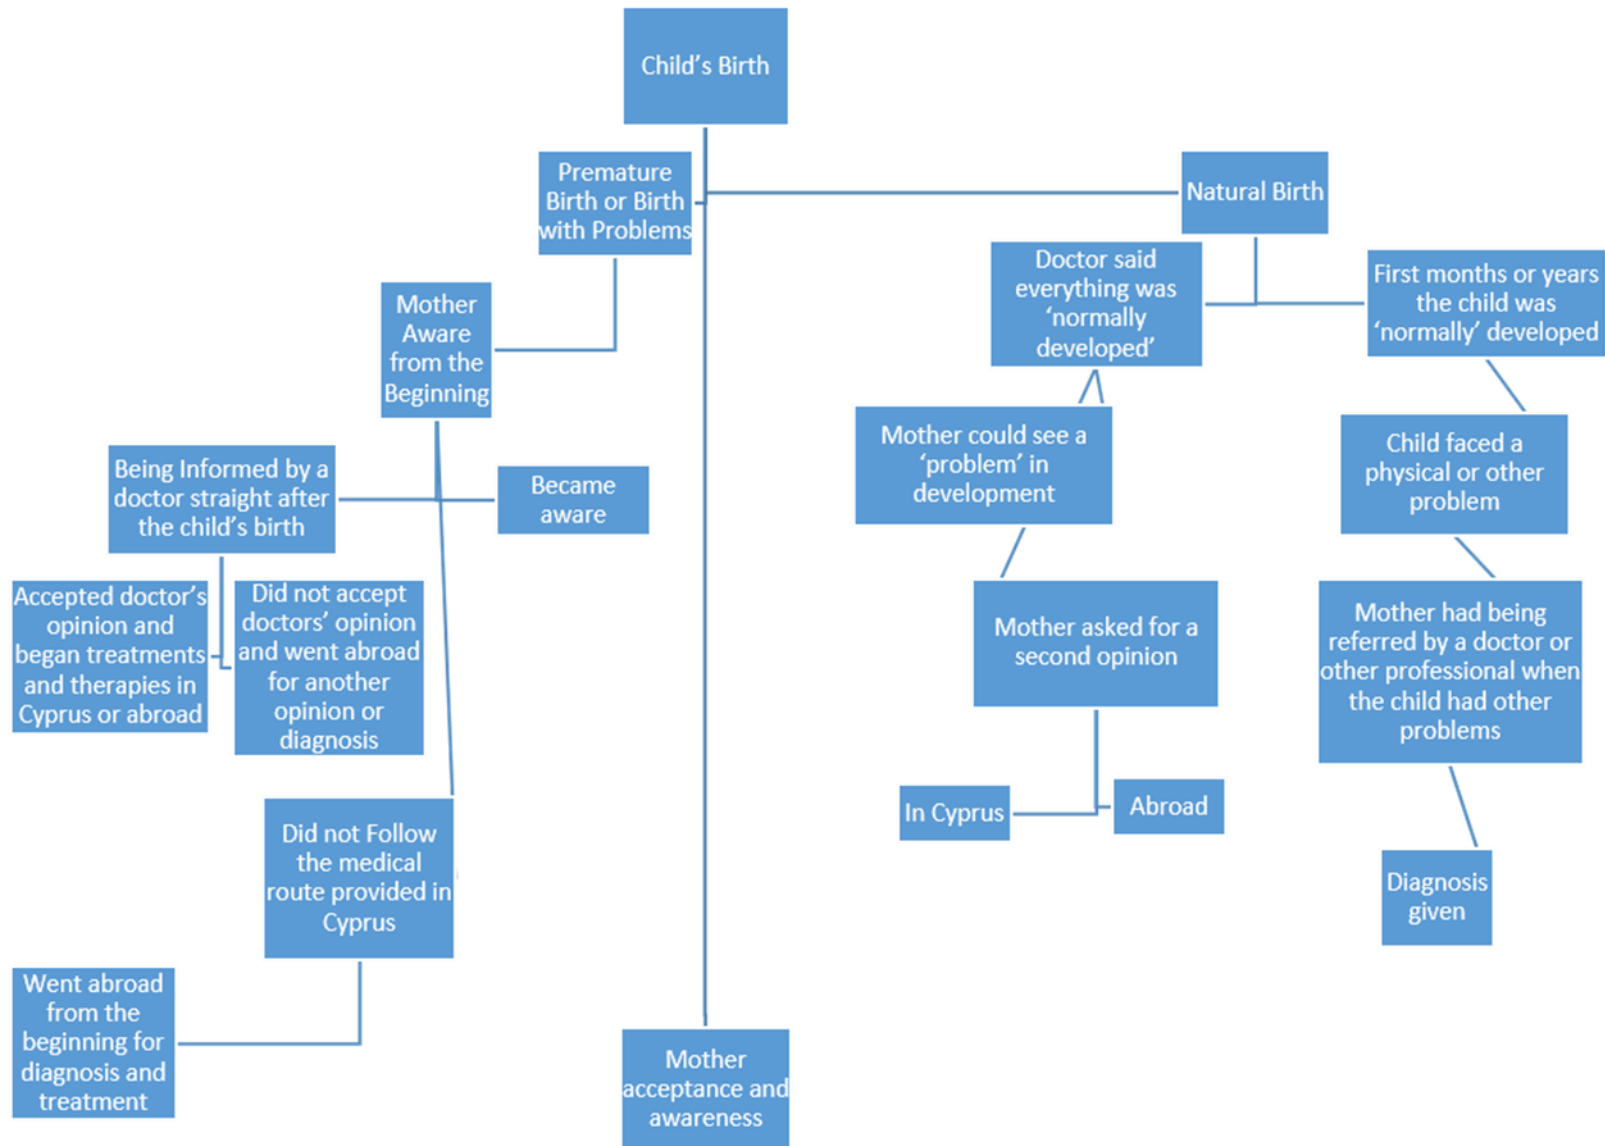 Child’s Birth
Premature
Birth or Birth
with Problems
Natural Birth
Mother
Aware
from the
Beginning
Doctor said
everything was
‘normally
developed’
First months or years
the child was
‘normally’ developed
Being Informed by a
doctor straight after
the child’s birth
Became
aware
Mother could see a
‘problem’ in
development
Child faced a
physical or other
problem
Accepted doctor’s
opinion and
began treatments
and therapies in
Cyprus or abroad
Did not accept
doctors’ opinion
and went abroad
for another
opinion or
diagnosis
Mother asked for a
second opinion
Mother had being
referred by a doctor or
other professional when
the child had other
problems
In Cyprus
Abroad
Did not Follow
the medical
route provided in
Cyprus
Diagnosis
given
Went abroad
from the
beginning for
diagnosis and
treatment
Mother
acceptance and
awareness